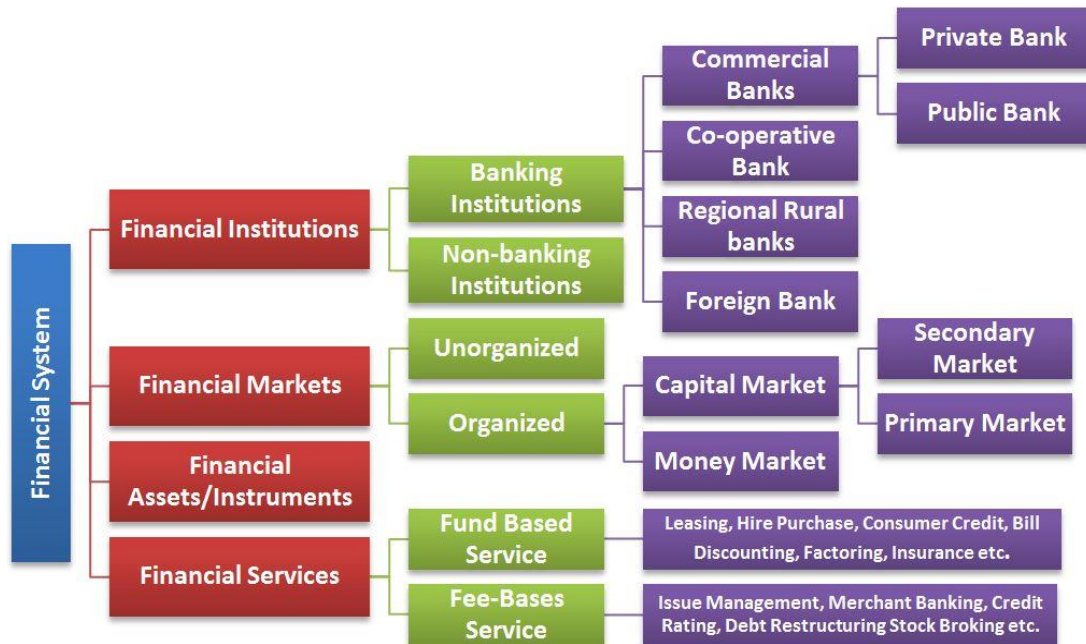 Financial System
Financial Institutions
Banking
Institutions
Commercial
Banks
Private Bank
Public Bank
Co-operative
Bank
Regional Rural
banks
Foreign Bank
Non-banking
Institutions
Financial Markets
Unorganized
Organized
Capital Market
Secondary
Market
Primary Market
Money Market
Financial
Assets/Instruments
Financial Services
Fund Based
Service
Leasing, Hire Purchase, Consumer Credit, Bill
Discounting, Factoring, Insurance etc.
Fee-Bases
Service
Issue Management, Merchant Banking, Credit
Rating, Debt Restructuring Stock Broking etc.